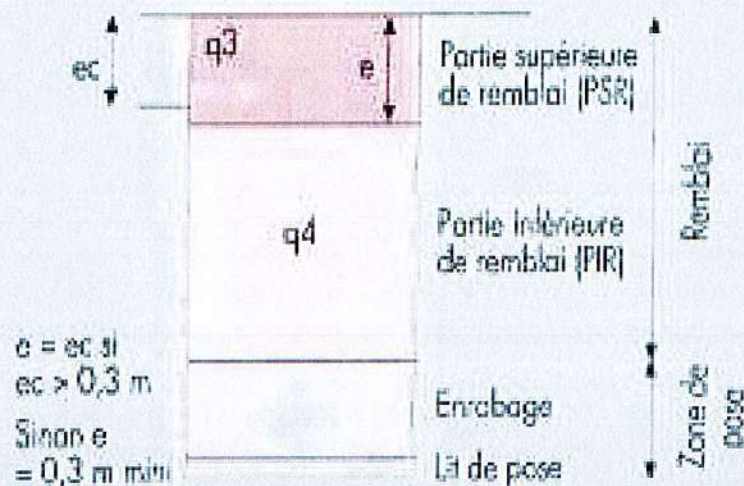 q3
ec
e
Partie supérieure
de remblai (PSR)
q4
Partie Inférieure
de remblai (PIR)
Remblai
e = ec si
ec > 0,3 m
Sinon e
= 0,3 m mini
Enrobage
Lit de pose
Zone de
pose